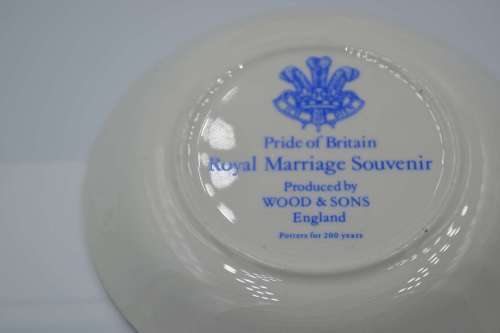 Pride of Britain
Royal Marriage Souvenir
Produced by
WOOD & SONS
England
Potters for 200 years